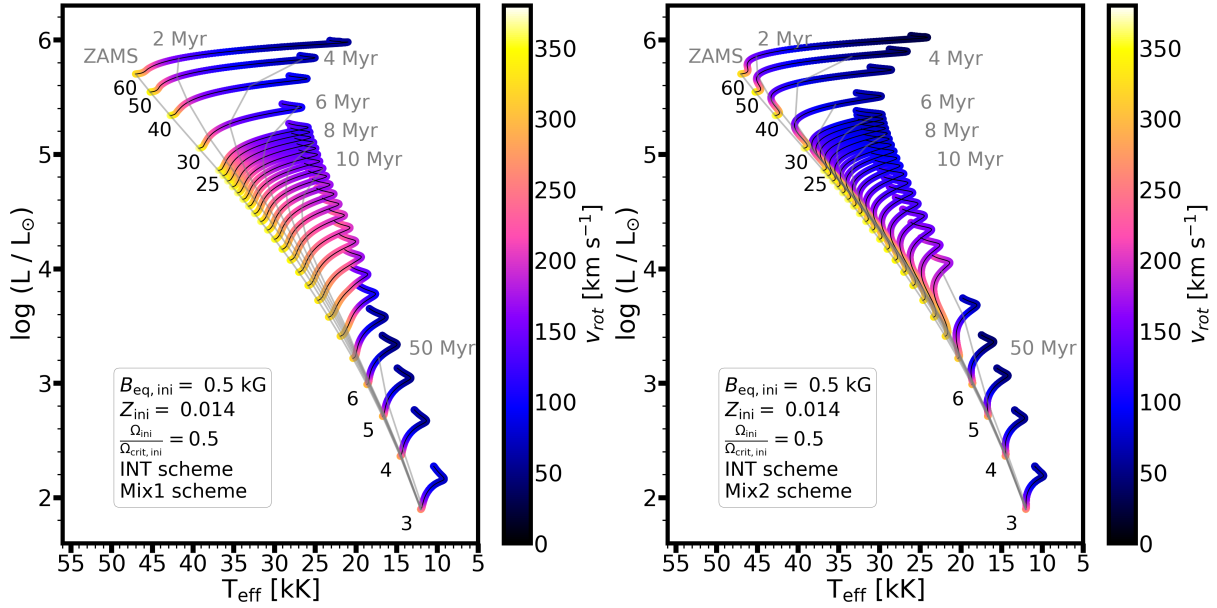 ZAMS
2 Myr
4 Myr
6 Myr
8 Myr
10 Myr
50 Myr
60
50
40
30
25
6
5
4
3
B_eq, ini = 0.5 kG
Z_ini = 0.014
Ω_ini / Ω_crit, ini = 0.5
INT scheme
Mix1 scheme
log (L / L⊙)
6
5
4
3
2
55 50 45 40 35 30 25 20 15 10 5
T_eff [kK]
350
300
250
200
150
100
50
0
v_rot [km s⁻¹]
ZAMS
2 Myr
4 Myr
6 Myr
8 Myr
10 Myr
50 Myr
60
50
40
30
25
6
5
4
3
B_eq, ini = 0.5 kG
Z_ini = 0.014
Ω_ini / Ω_crit, ini = 0.5
INT scheme
Mix2 scheme
log (L / L⊙)
6
5
4
3
2
55 50 45 40 35 30 25 20 15 10 5
T_eff [kK]
350
300
250
200
150
100
50
0
v_rot [km s⁻¹]